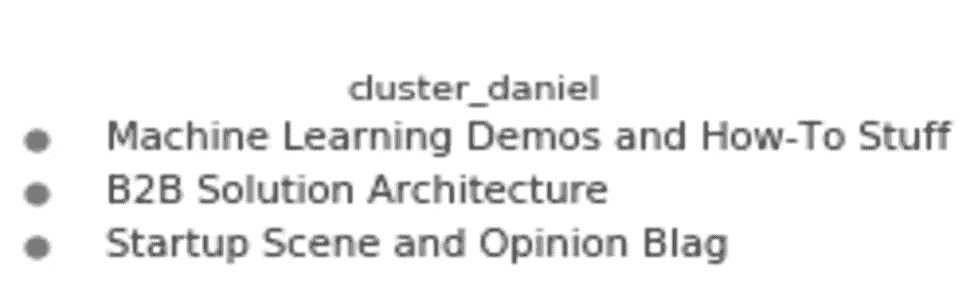 cluster_daniel
Machine Learning Demos and How-To Stuff
B2B Solution Architecture
Startup Scene and Opinion Blag